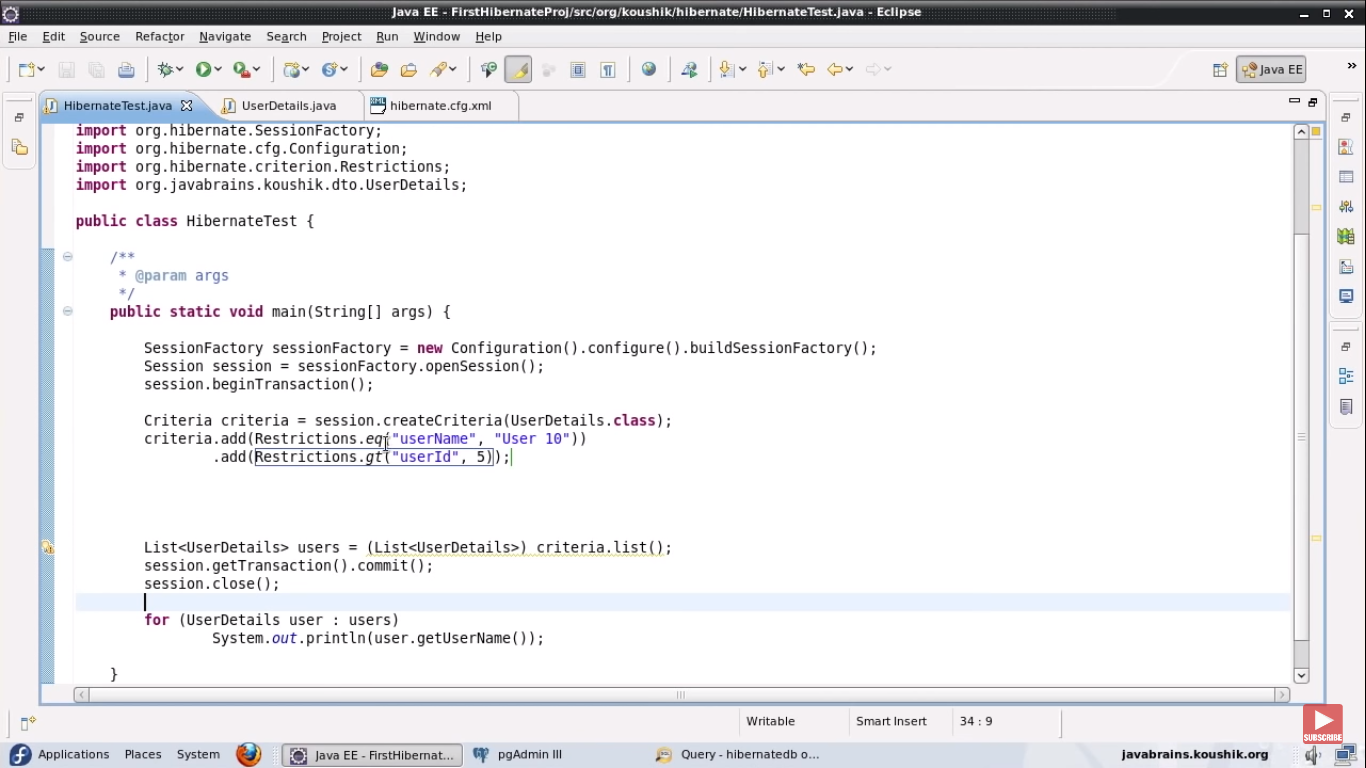 Java EE - FirstHibernateProj/src/org/koushik/hibernate/HibernateTest.java - Eclipse
File Edit Source Refactor Navigate Search Project Run Window Help
Java EE »
HibernateTest.java UserDetails.java hibernate.cfg.xml
import org.hibernate.SessionFactory;
import org.hibernate.cfg.Configuration;
import org.hibernate.criterion.Restrictions;
import org.javabrains.koushik.dto.UserDetails;
public class HibernateTest {
/**
* @param args
*/
public static void main(String[] args) {
SessionFactory sessionFactory = new Configuration().configure().buildSessionFactory();
Session session = sessionFactory.openSession();
session.beginTransaction();
Criteria criteria = session.createCriteria(UserDetails.class);
criteria.add(Restrictions.eq("userName", "User 10"))
.add(Restrictions.gt("userId", 5));
List<UserDetails> users = (List<UserDetails>) criteria.list();
session.getTransaction().commit();
session.close();
for (UserDetails user : users)
System.out.println(user.getUserName());
}
Writable Smart Insert 34 : 9
SUBSCRIBE
Applications Places System Java EE - FirstHibernat... pgAdmin III Query - hibernatedb o... javabrains.koushik.org